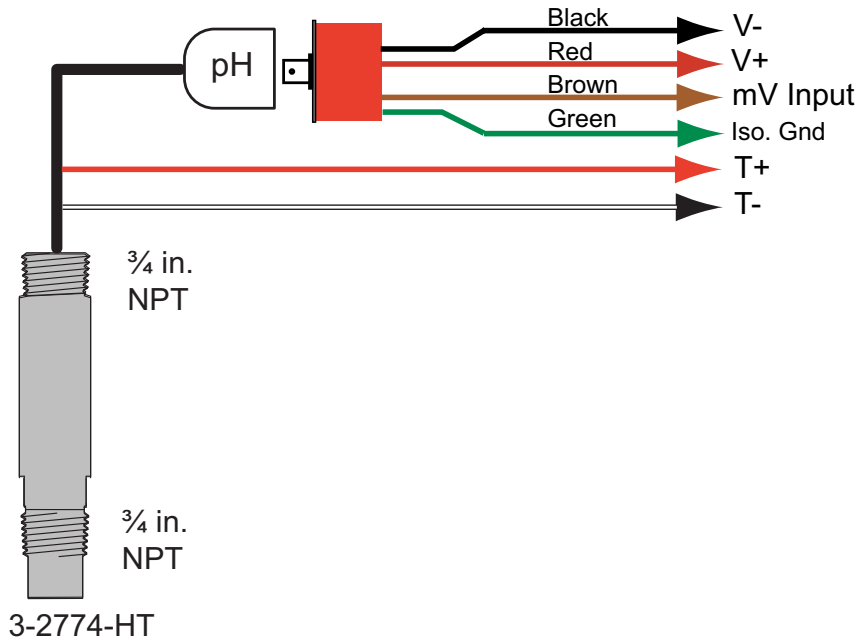 pH
Black
V-
Red
V+
Brown
mV Input
Green
Iso. Gnd
T+
T-
¾ in.
NPT
¾ in.
NPT
3-2774-HT